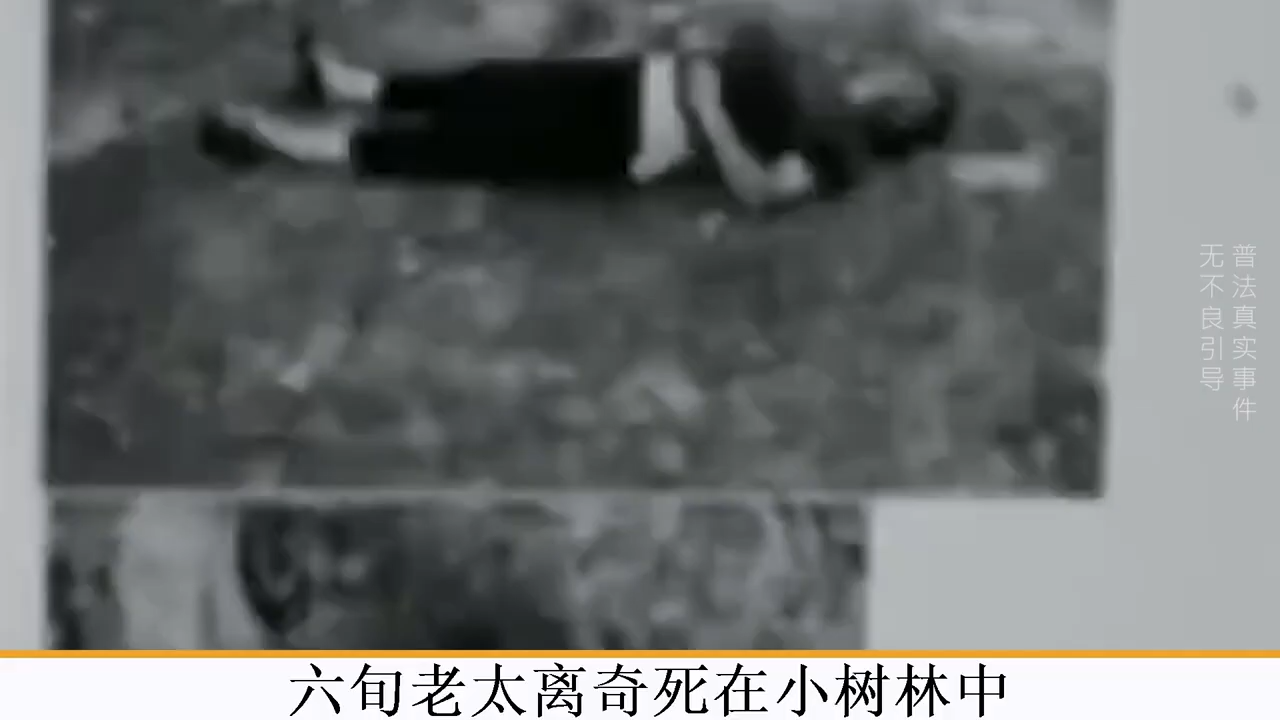 普法真实事件
无不良引导
六旬老太离奇死在小树林中